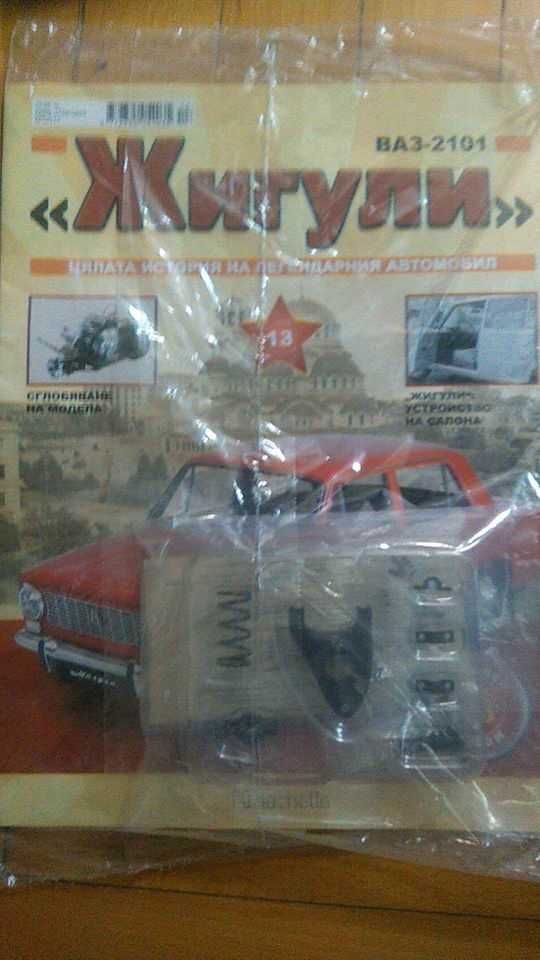 ВАЗ-2101
«Жигули»
ЦЯЛАТА ИСТОРИЯ НА ЛЕГЕНДАРНИЯ АВТОМОБИЛ
13
СГЛОБЯВАНЕ
НА МОДЕЛА
„ЖИГУЛИ“:
УСТРОЙСТВО
НА САЛОНА
hachette